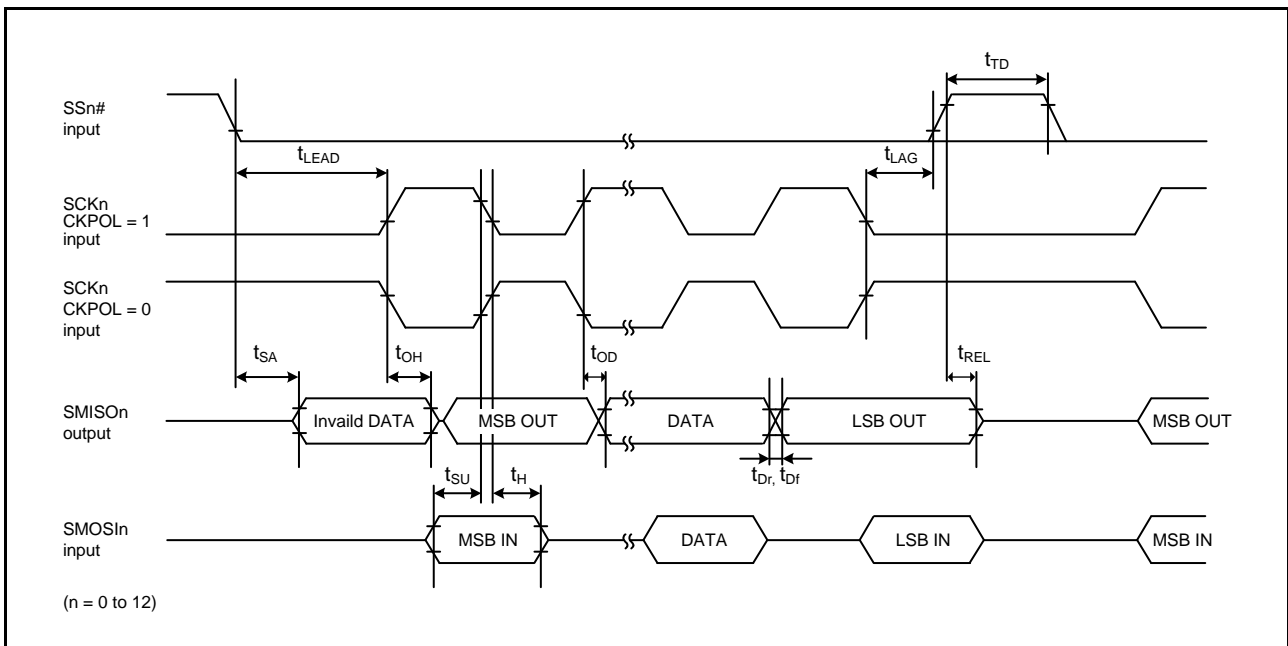 tTD
SSn#
input
tLEAD
tLAG
SCKn
CKPOL = 1
input
SCKn
CKPOL = 0
input
tSA
tOH
tOD
tREL
SMISOn
output
Invaild DATA
MSB OUT
DATA
LSB OUT
MSB OUT
tSU
tH
tDr, tDf
SMOSIn
input
MSB IN
DATA
LSB IN
MSB IN
(n = 0 to 12)